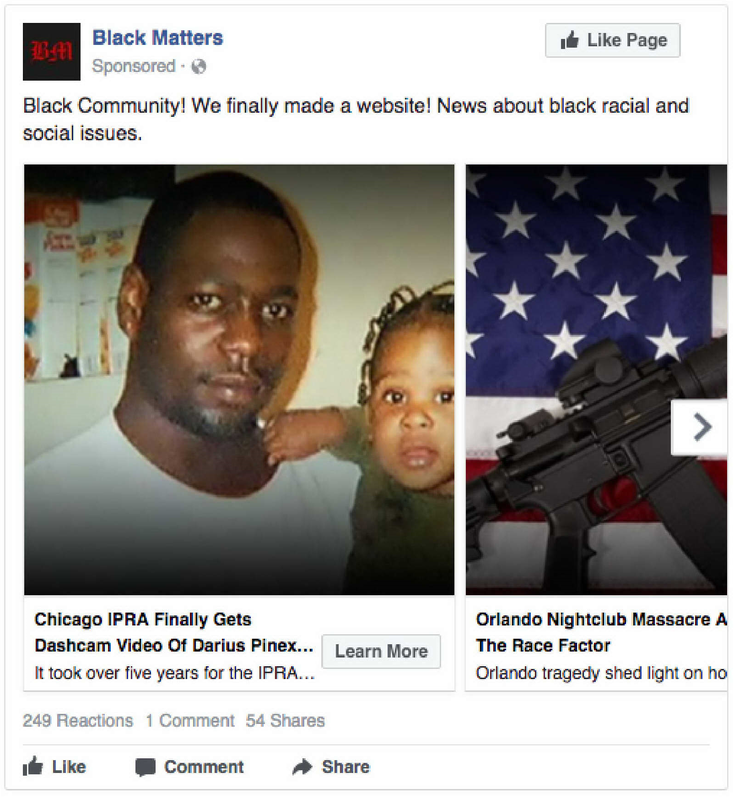 BM
Black Matters
Like Page
Sponsored ·
Black Community! We finally made a website! News about black racial and
social issues.
Chicago IPRA Finally Gets
Dashcam Video Of Darius Pinex...
Learn More
It took over five years for the IPRA...
Orlando Nightclub Massacre A
The Race Factor
Orlando tragedy shed light on ho
249 Reactions 1 Comment 54 Shares
Like Comment Share